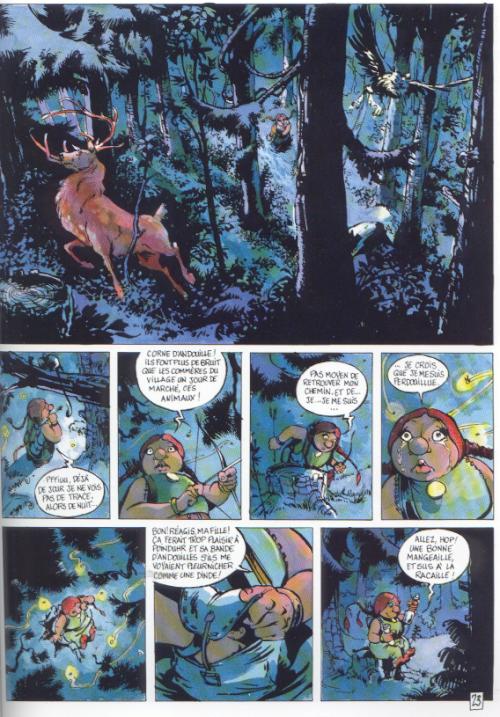 PFFIOU, DÉJÀ
DE JOUR JE NE VOIS
PAS DE TRACE,
ALORS DE NUIT...
CORNE D'ANDOUILLE!
ILS FONT PLUS DE BRUIT
QUE LES COMMÈRES DU
VILLAGE UN JOUR DE
MARCHÉ, CES
ANIMAUX!
PAS MOYEN DE
RETROUVER MON
CHEMIN, ET DE...
JE... JE ME SUIS
...
... JE CROIS
QUE JE ME SUIS
PERDOUILLUE...
BON! RÉAGIS, MA FILLE!
ÇA FERAIT TROP PLAISIR À
ET SA BANDE
D'ANDOUILLES S'ILS ME
VOYAIENT PLEURNICHER
COMME UNE DINDE!
ALLEZ, HOP!
UNE BONNE
MANGEAILLE,
ET SUS À LA
RACAILLE!
23